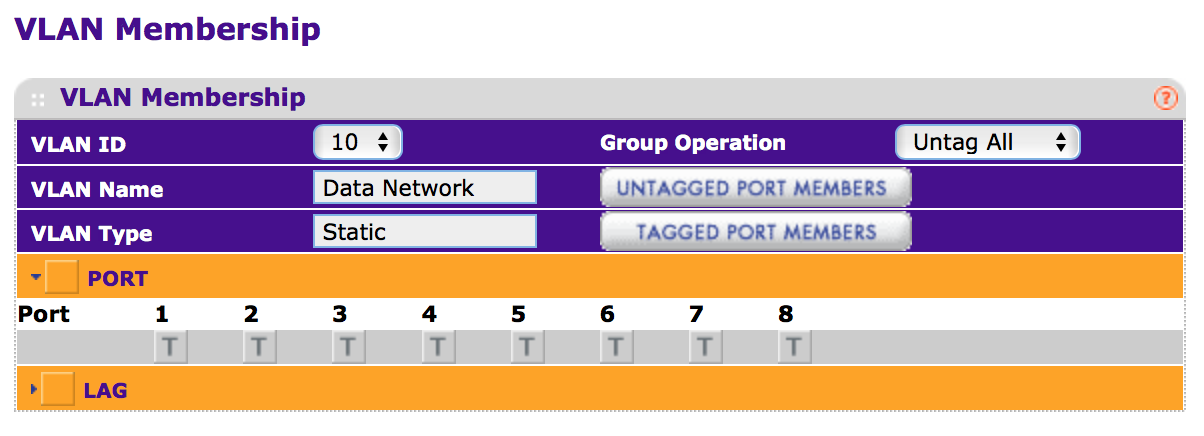 VLAN Membership
VLAN Membership ?
VLAN ID 10 Group Operation Untag All
VLAN Name Data Network UNTAGGED PORT MEMBERS
VLAN Type Static TAGGED PORT MEMBERS
PORT
Port 1 2 3 4 5 6 7 8
T T T T T T T T
LAG